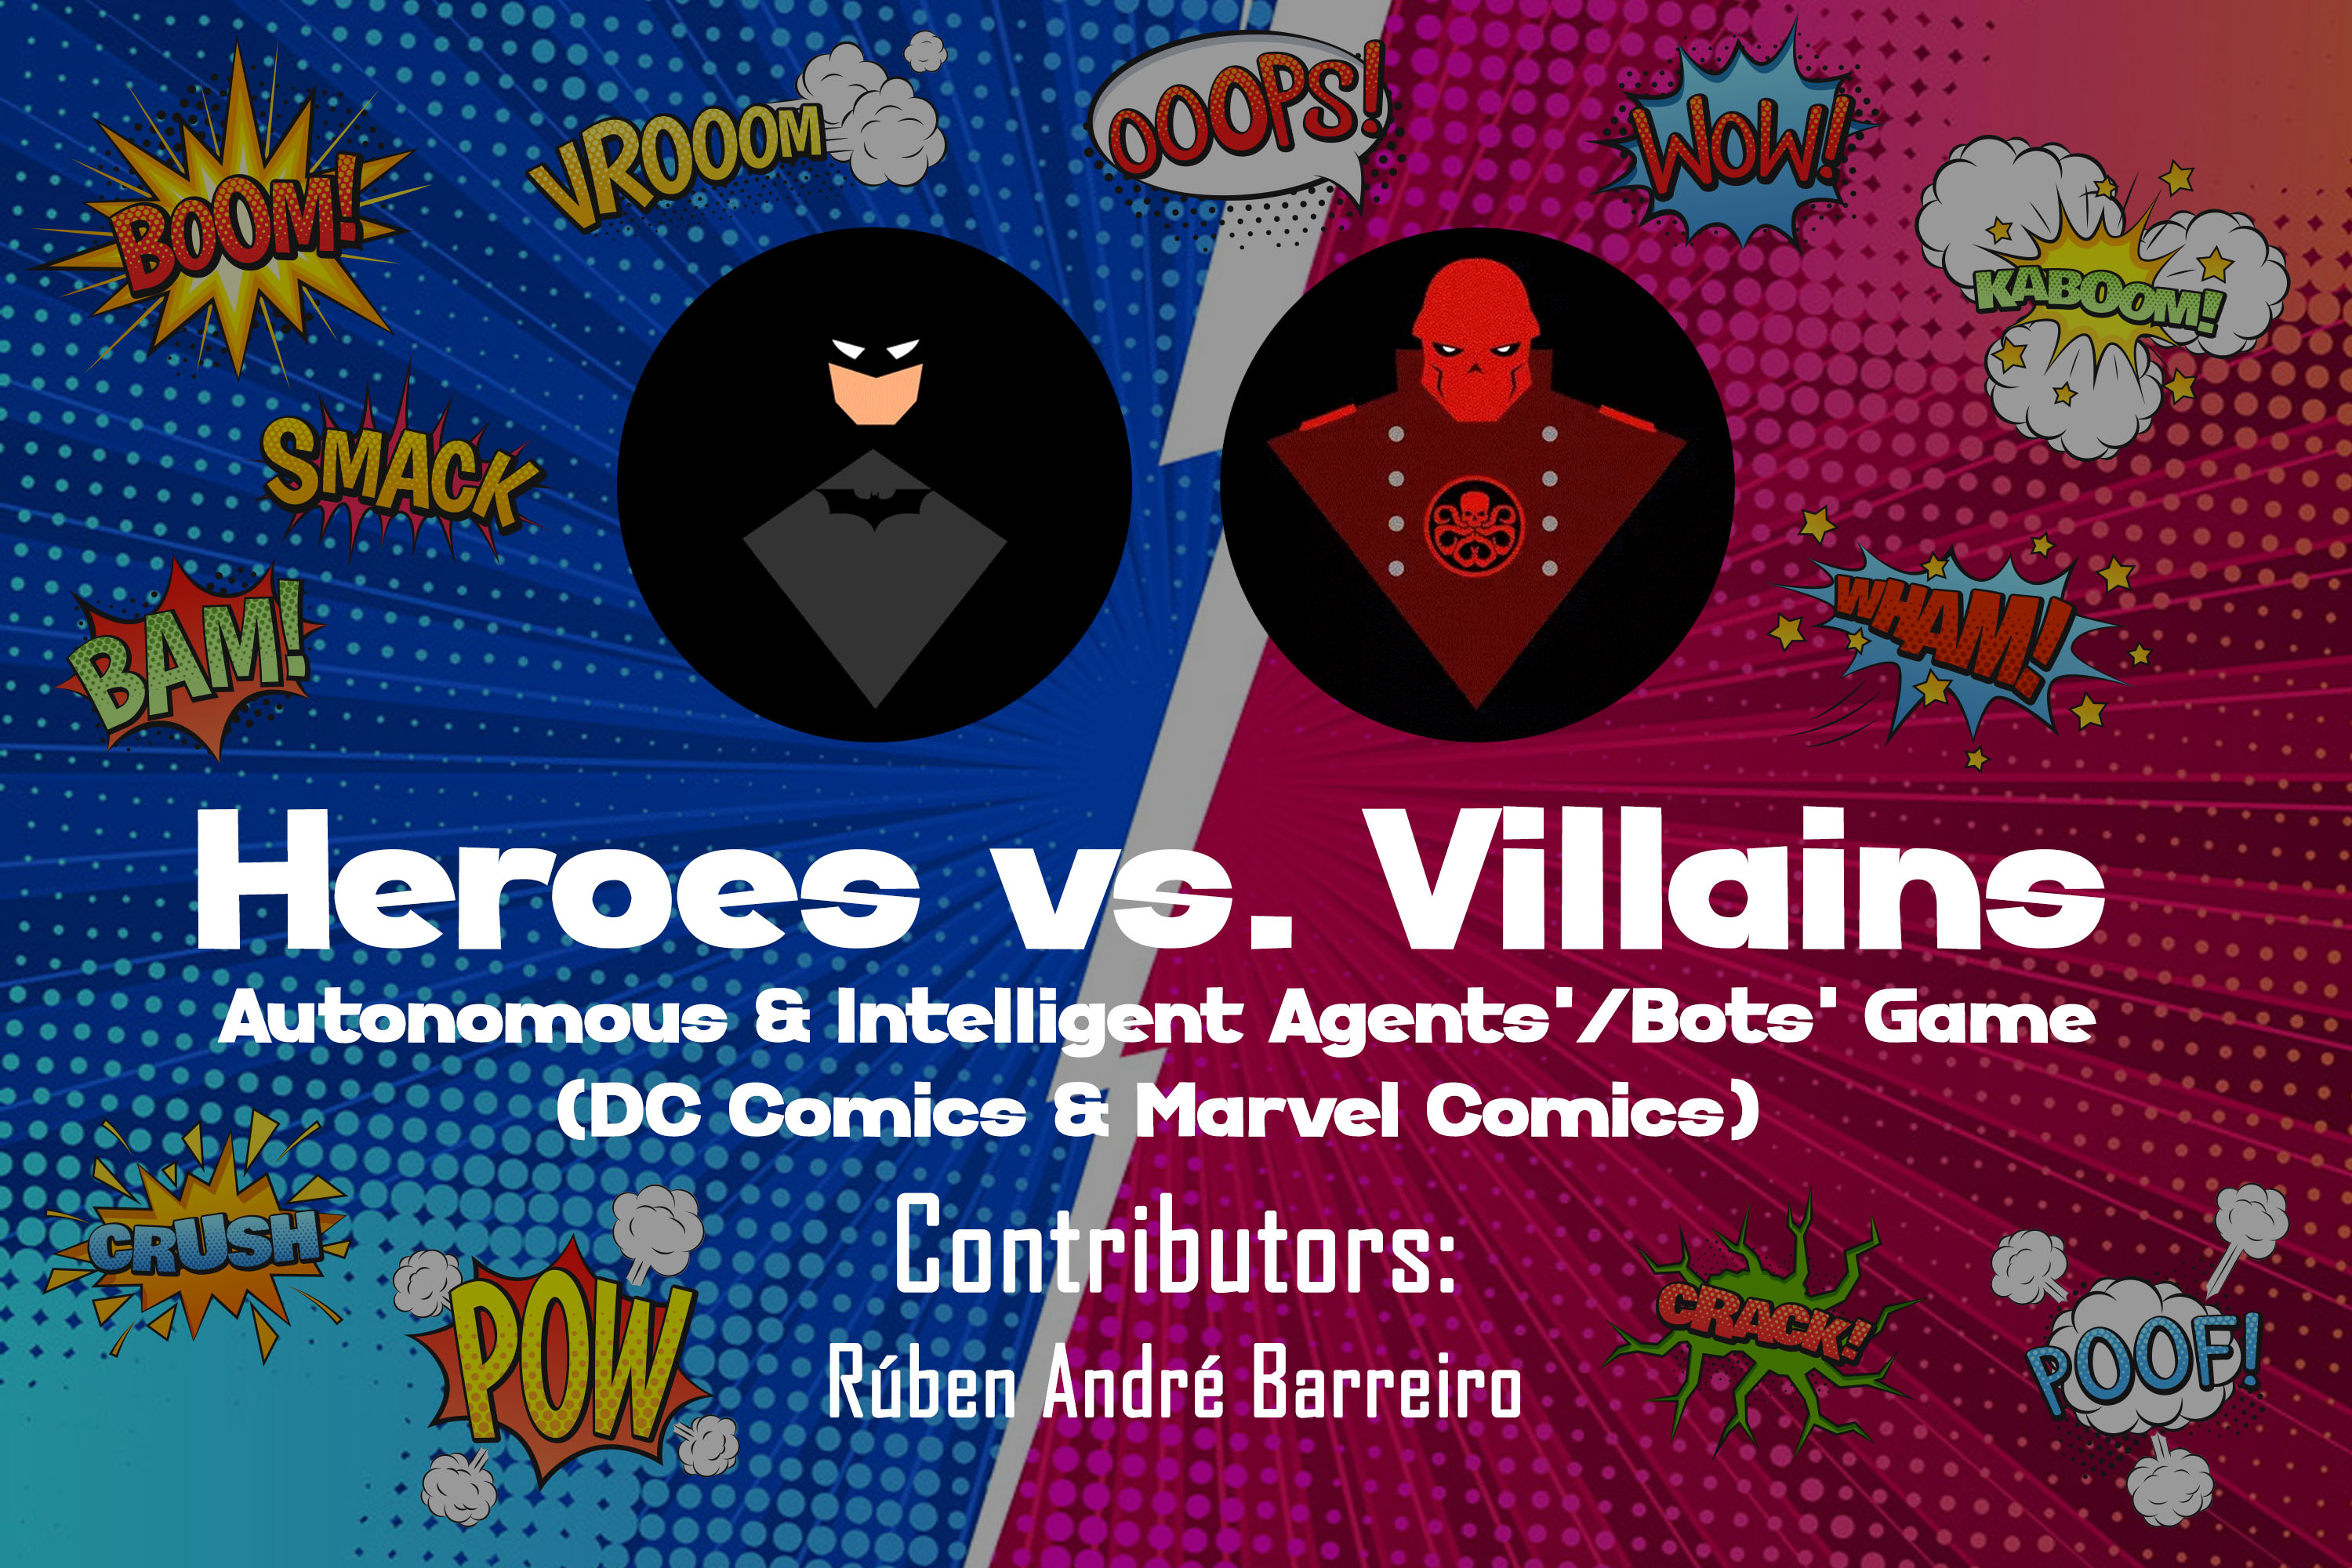 BOOM!
VROOOM
OOOPS!
WOW!
KABOOM!
SMACK
BAM!
WHAM!
Heroes vs. Villains
Autonomous & Intelligent Agents'/Bots' Game
(DC Comics & Marvel Comics)
CRUSH
POW
Contributors:
Rúben André Barreiro
CRACK!
POOF!